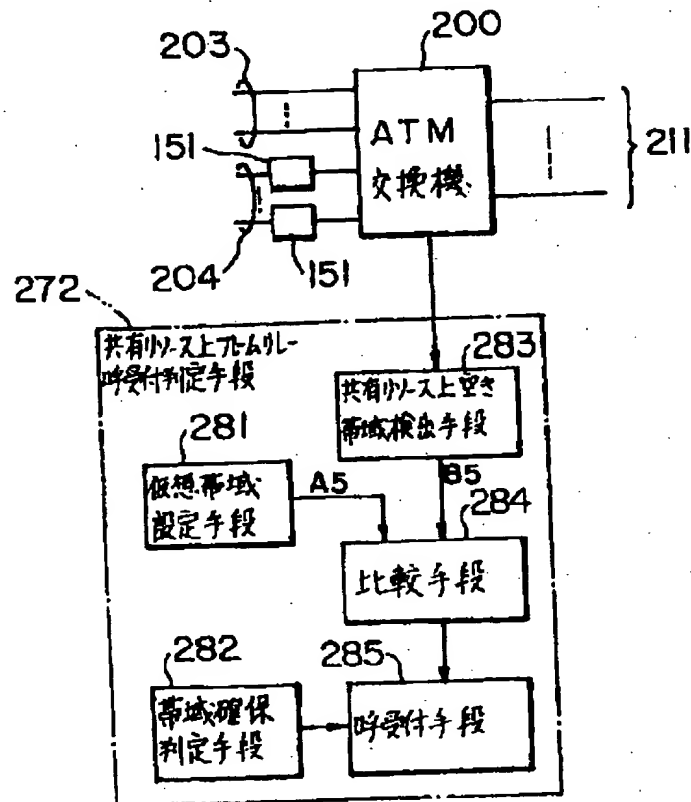 200
203
ATM
交換機
211
151
204
151
272
共有リソース上フレームリレー
呼受付判定手段
283
共有リソース上空き
帯域検出手段
281
仮想帯域
設定手段
A5
B5
284
比較手段
282
帯域確保
判定手段
285
呼受付手段